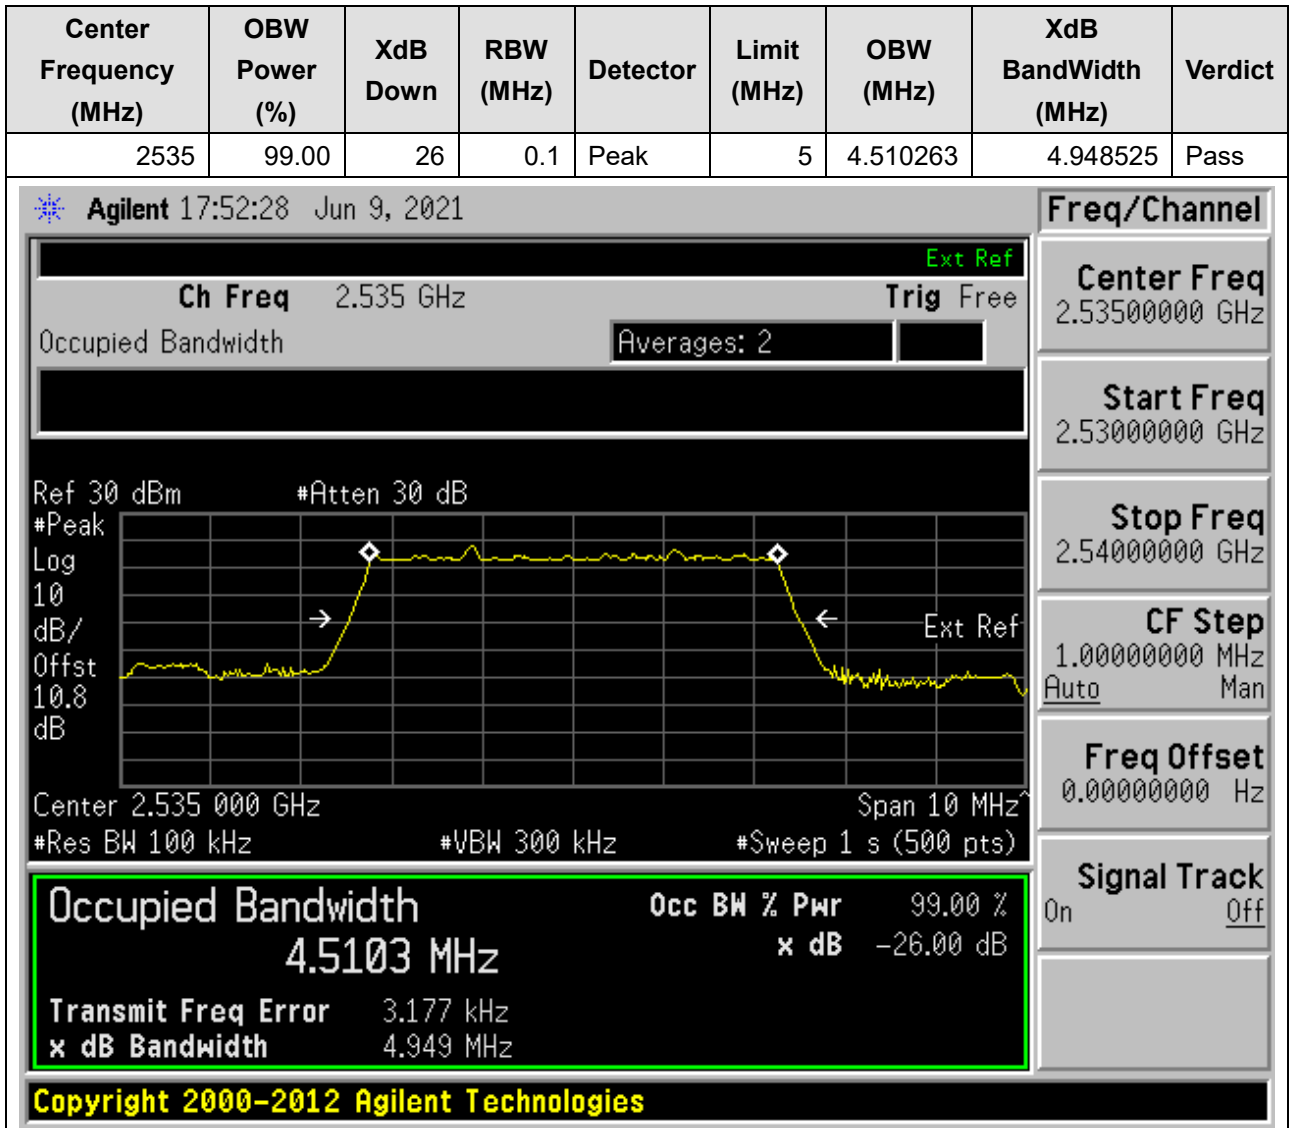 Center Frequency (MHz) OBW Power (%) XdB Down RBW (MHz) Detector Limit (MHz) OBW (MHz) XdB BandWidth (MHz) Verdict
2535 99.00 26 0.1 Peak 5 4.510263 4.948525 Pass
Agilent 17:52:28 Jun 9, 2021
Freq/Channel
Ext Ref
Ch Freq 2.535 GHz Trig Free
Occupied Bandwidth Averages: 2
Center Freq
2.53500000 GHz
Start Freq
2.53000000 GHz
Stop Freq
2.54000000 GHz
CF Step
1.00000000 MHz
Auto Man
Freq Offset
0.00000000 Hz
Signal Track
On Off
Ref 30 dBm #Atten 30 dB
#Peak
Log
10
dB/
Offst
10.8
dB
Ext Ref
Center 2.535 000 GHz Span 10 MHz^
#Res BW 100 kHz #VBW 300 kHz #Sweep 1 s (500 pts)
Occupied Bandwidth Occ BW % Pwr 99.00 %
4.5103 MHz x dB -26.00 dB
Transmit Freq Error 3.177 kHz
x dB Bandwidth 4.949 MHz
Copyright 2000-2012 Agilent Technologies